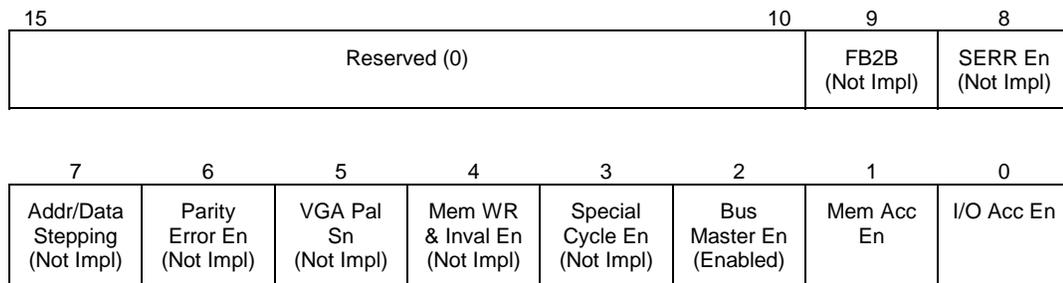 15 10 9 8
Reserved (0) FB2B SERR En
(Not Impl) (Not Impl)
7 6 5 4 3 2 1 0
Addr/Data Parity VGA Pal Mem WR Special Bus Mem Acc I/O Acc En
Stepping Error En Sn & Inval En Cycle En Master En En
(Not Impl) (Not Impl) (Not Impl) (Not Impl) (Not Impl) (Enabled)